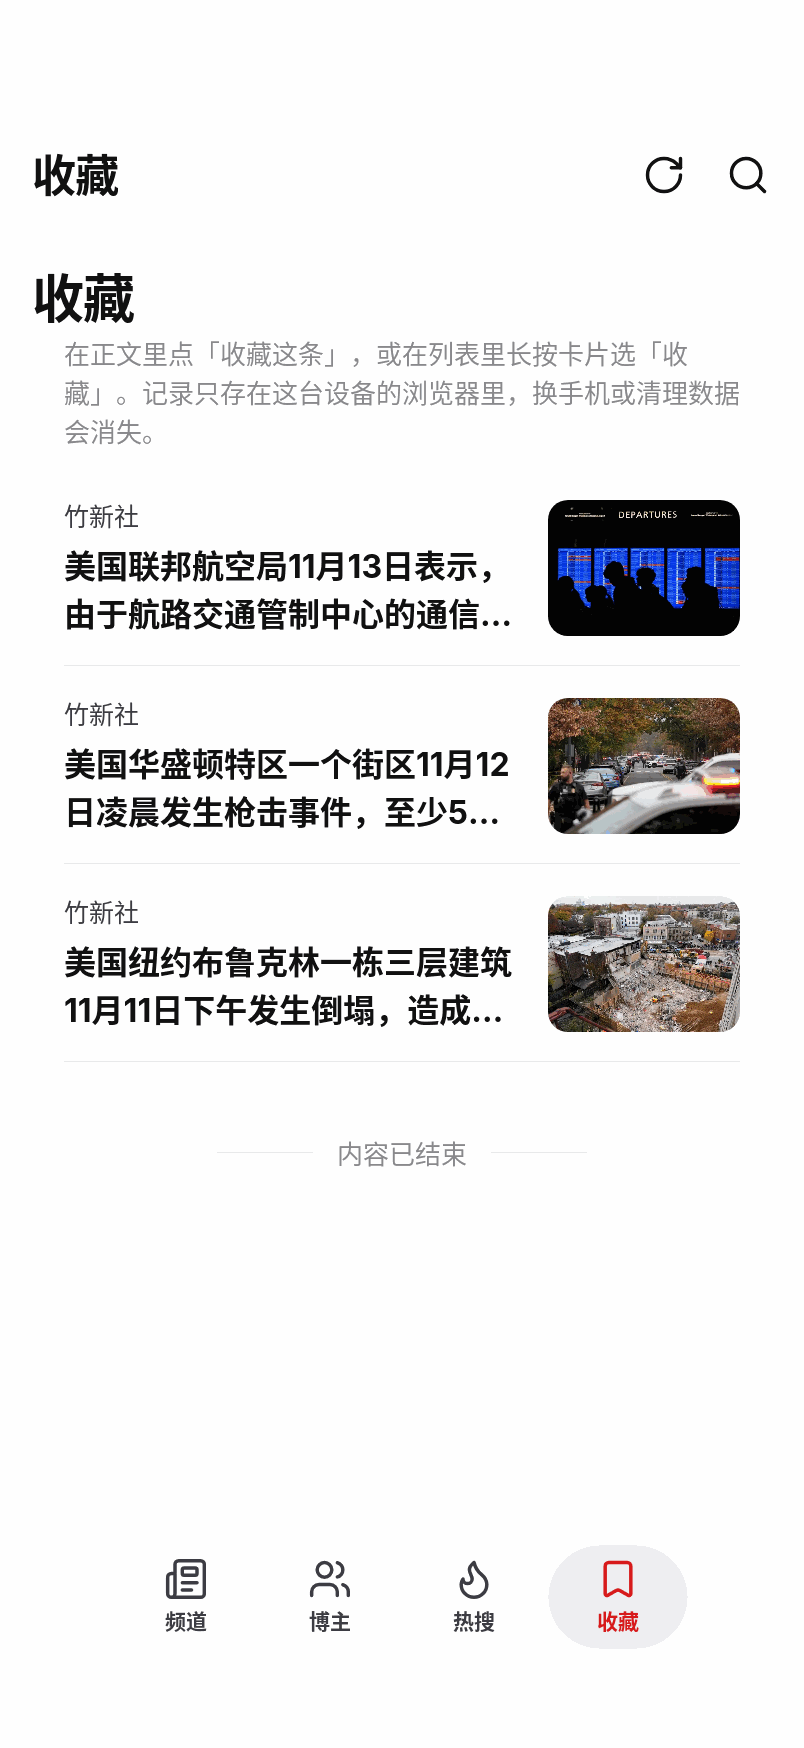 收藏
收藏
在正文里点「收藏这条」，或在列表里长按卡片选「收
藏」。记录只存在这台设备的浏览器里，换手机或清理数据
会消失。
竹新社
美国联邦航空局11月13日表示，
由于航路交通管制中心的通信…
DEPARTURES
竹新社
美国华盛顿特区一个街区11月12
日凌晨发生枪击事件，至少5…
竹新社
美国纽约布鲁克林一栋三层建筑
11月11日下午发生倒塌，造成…
内容已结束
频道
博主
热搜
收藏